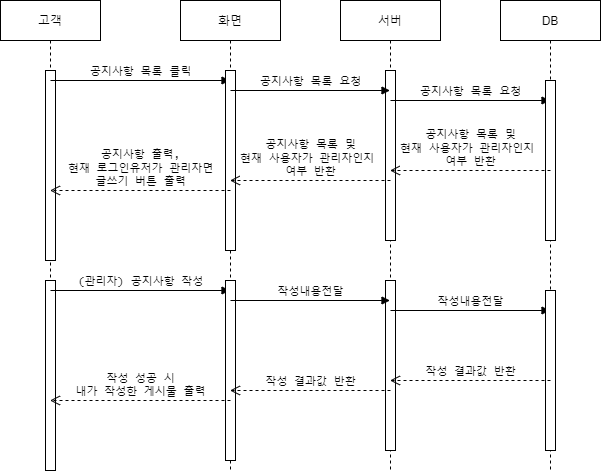 고객
화면
서버
DB
공지사항 목록 클릭
공지사항 목록 요청
공지사항 목록 요청
공지사항 목록 및
현재 사용자가 관리자인지
여부 반환
공지사항 목록 및
현재 사용자가 관리자인지
여부 반환
공지사항 출력,
현재 로그인유저가 관리자면
글쓰기 버튼 출력
(관리자) 공지사항 작성
작성내용전달
작성내용전달
작성 결과값 반환
작성 결과값 반환
작성 성공 시
내가 작성한 게시물 출력